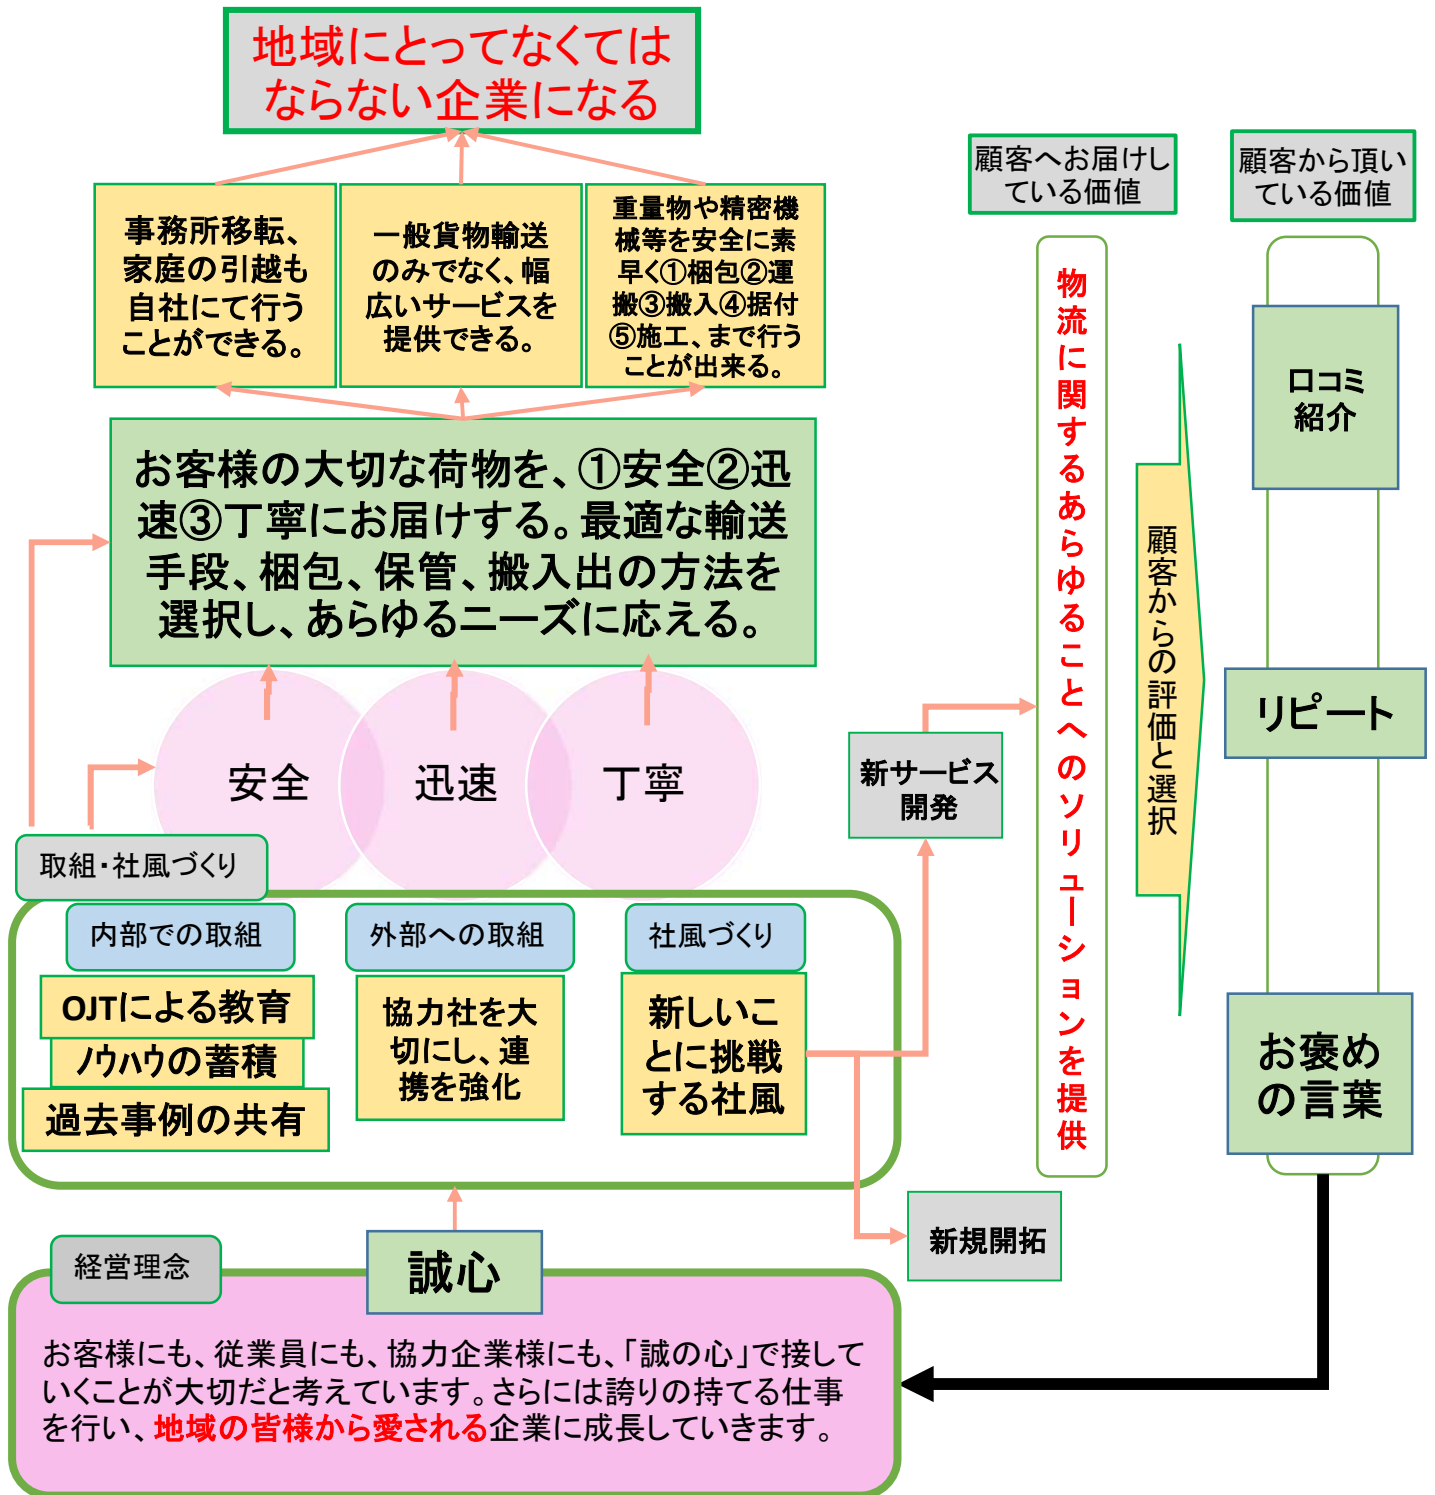 地域にとってなくては
ならない企業になる
事務所移転、
家庭の引越も
自社にて行う
ことができる。
一般貨物輸送
のみでなく、幅
広いサービスを
提供できる。
重量物や精密機
械等を安全に素
早く①梱包②運
搬③搬入④据付
⑤施工、まで行う
ことが出来る。
お客様の大切な荷物を、①安全②迅
速③丁寧にお届けする。最適な輸送
手段、梱包、保管、搬入出の方法を
選択し、あらゆるニーズに応える。
安全
迅速
丁寧
取組・社風づくり
内部での取組
OJTによる教育
ノウハウの蓄積
過去事例の共有
外部への取組
協力社を大
切にし、連
携を強化
社風づくり
新しいこ
とに挑戦
する社風
新サービス
開発
新規開拓
経営理念
誠心
お客様にも、従業員にも、協力企業様にも、「誠の心」で接して
いくことが大切だと考えています。さらには誇りの持てる仕事
を行い、地域の皆様から愛される企業に成長していきます。
顧客へお届けし
ている価値
物流に関するあらゆることへのソリューションを提供
顧客からの評価と選択
顧客から頂い
ている価値
口コミ
紹介
リピート
お褒め
の言葉